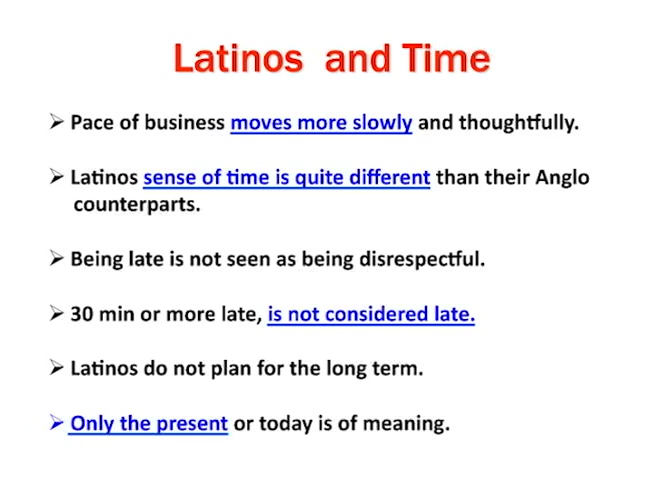 Latinos and Time
➢ Pace of business moves more slowly and thoughtfully.
➢ Latinos sense of time is quite different than their Anglo
counterparts.
➢ Being late is not seen as being disrespectful.
➢ 30 min or more late, is not considered late.
➢ Latinos do not plan for the long term.
➢ Only the present or today is of meaning.